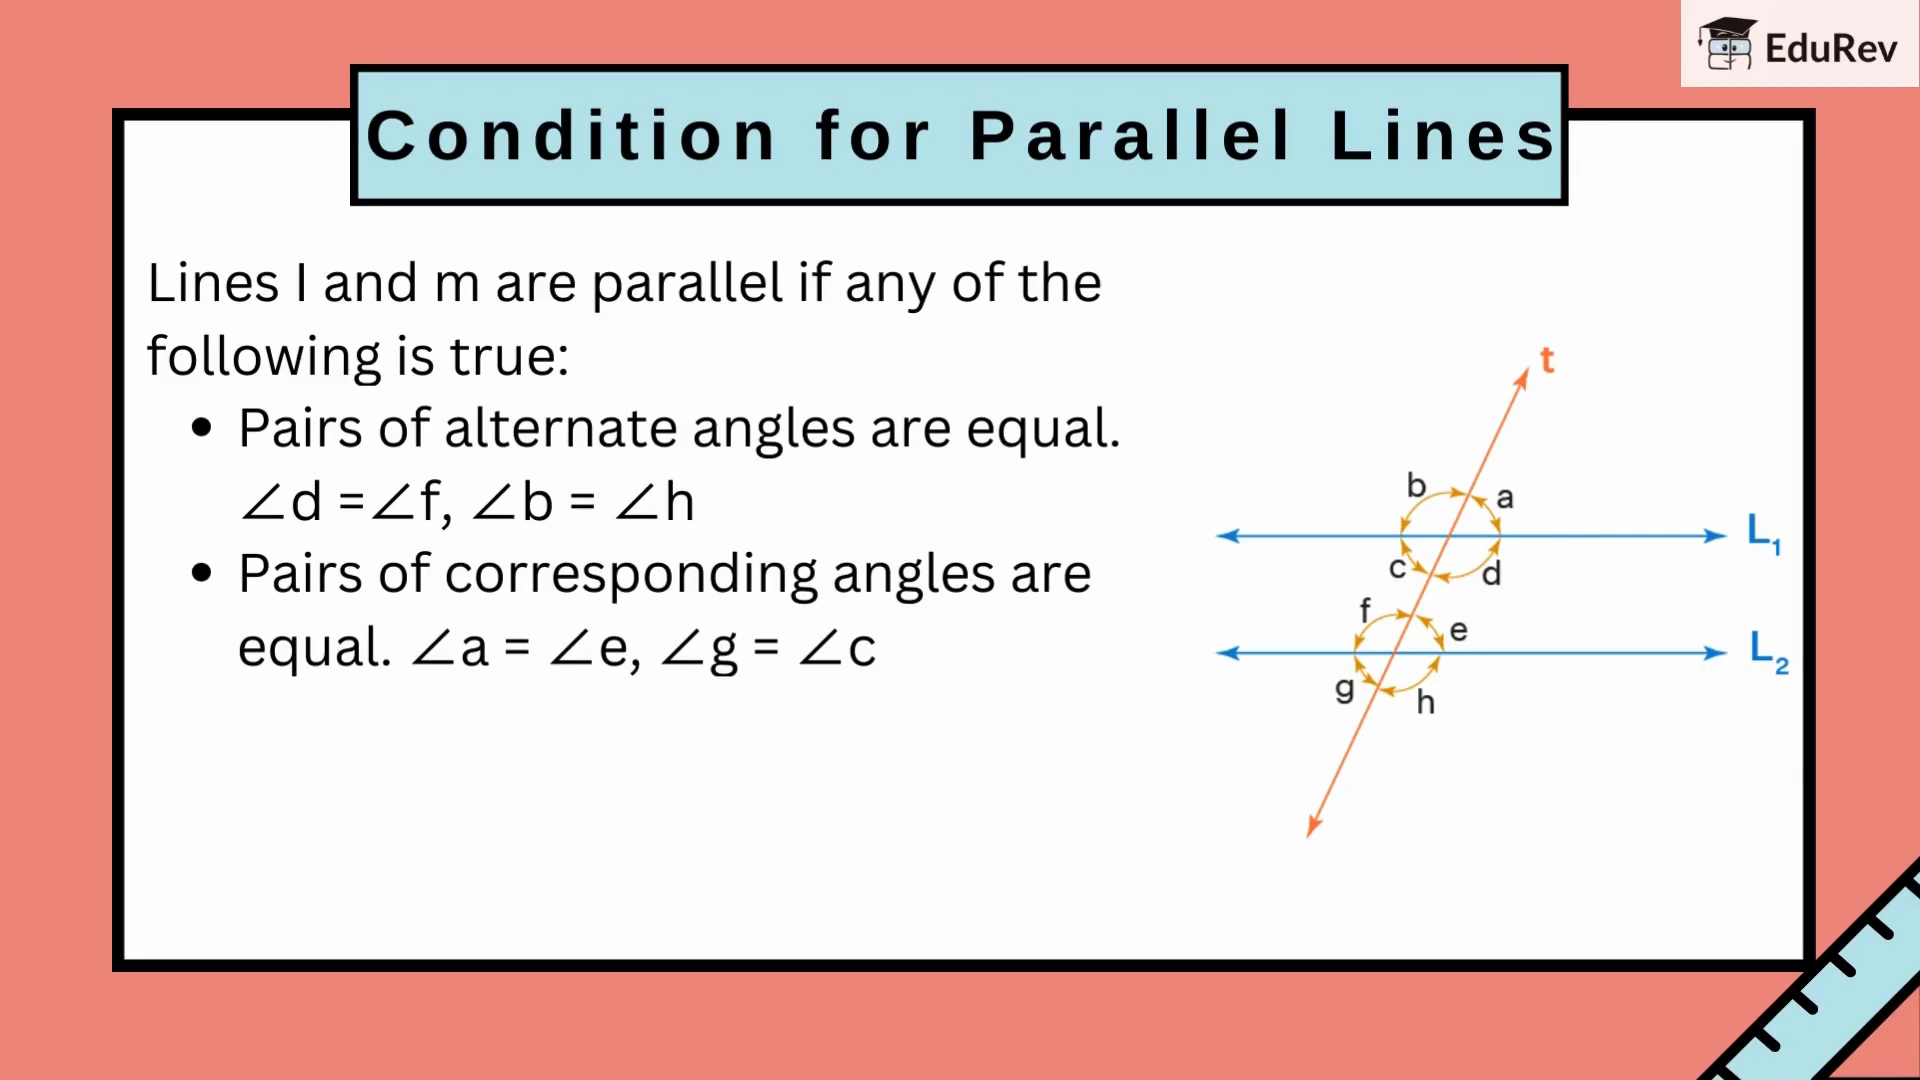 EduRev
Condition for Parallel Lines
Lines l and m are parallel if any of the
following is true:
• Pairs of alternate angles are equal.
∠d =∠f, ∠b = ∠h
• Pairs of corresponding angles are
equal. ∠a = ∠e, ∠g = ∠c
t
b
a
L₁
c
d
f
e
L₂
g
h